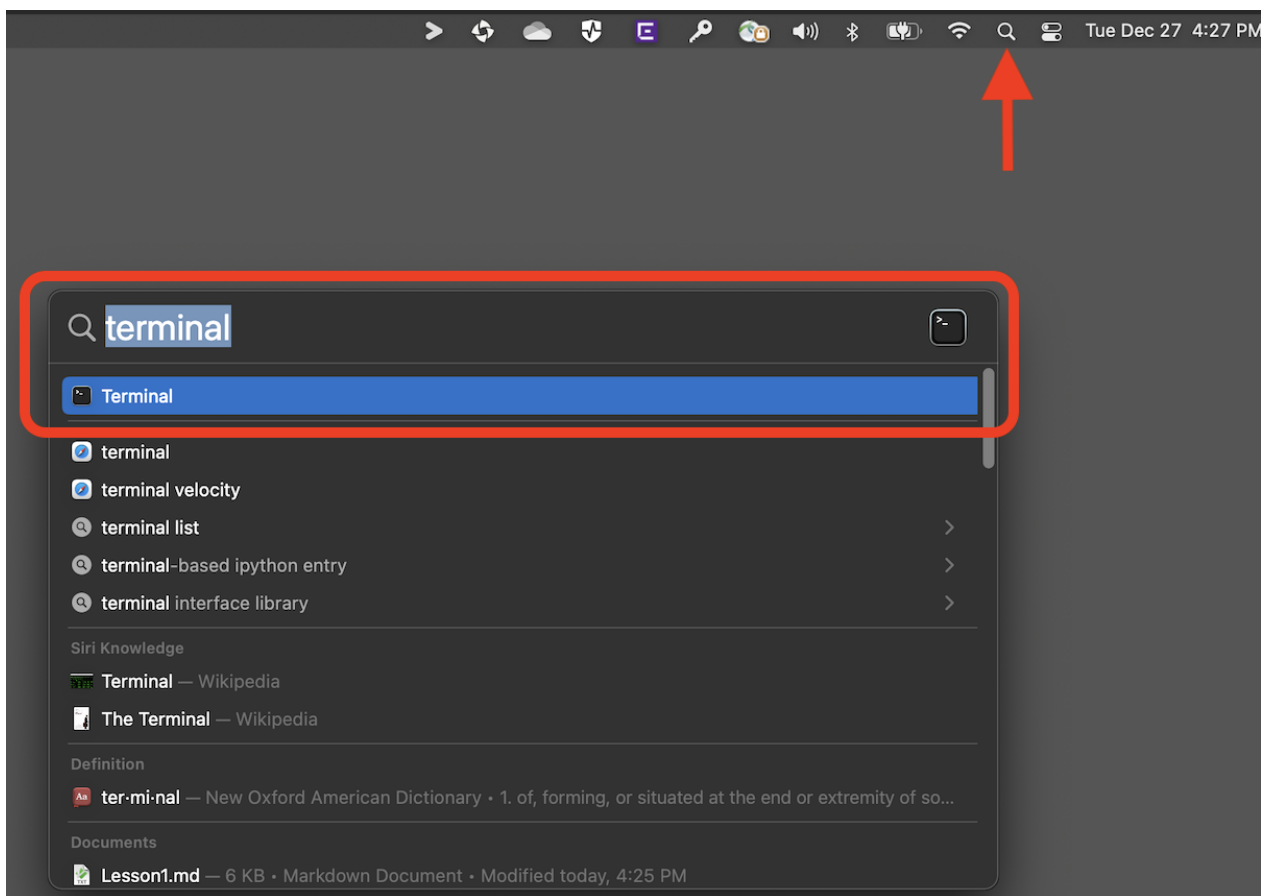 Tue Dec 27 4:27 PM
terminal
Terminal
terminal
terminal velocity
terminal list
terminal-based ipython entry
terminal interface library
Siri Knowledge
Terminal — Wikipedia
The Terminal — Wikipedia
Definition
ter·mi·nal — New Oxford American Dictionary • 1. of, forming, or situated at the end or extremity of so...
Documents
Lesson1.md — 6 KB • Markdown Document • Modified today, 4:25 PM